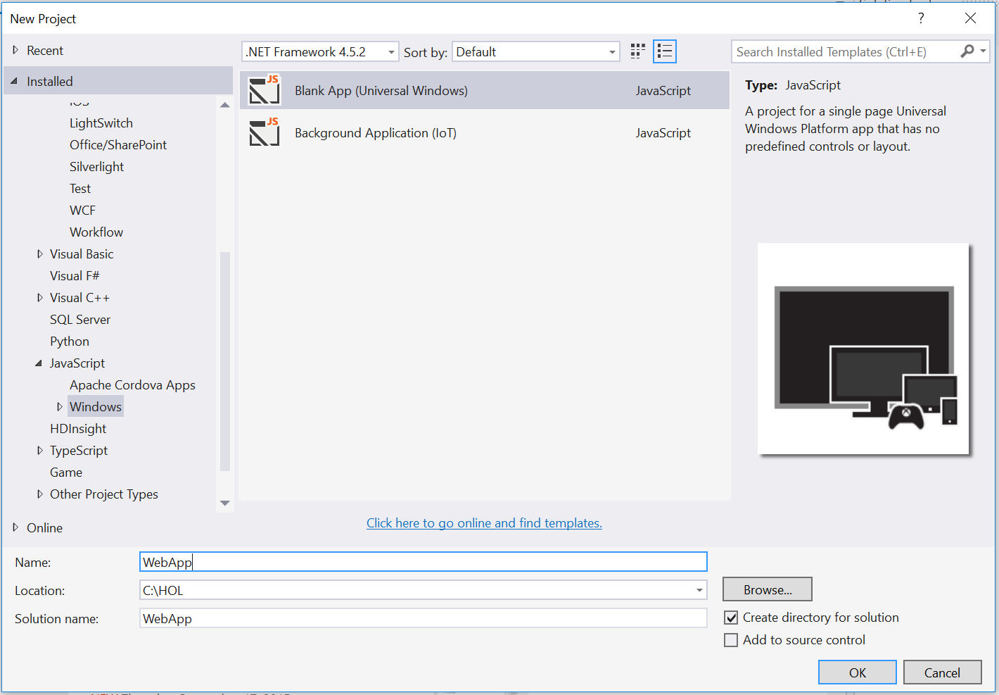 New Project
?
Recent
.NET Framework 4.5.2
Sort by:
Default
Search Installed Templates (Ctrl+E)
Installed
iOS
LightSwitch
Office/SharePoint
Silverlight
Test
WCF
Workflow
Visual Basic
Visual F#
Visual C++
SQL Server
Python
JavaScript
Apache Cordova Apps
Windows
HDInsight
TypeScript
Game
Other Project Types
Online
JS
Blank App (Universal Windows)
JavaScript
JS
Background Application (IoT)
JavaScript
Type: JavaScript
A project for a single page Universal
Windows Platform app that has no
predefined controls or layout.
Click here to go online and find templates.
Name:
WebApp
Location:
C:\HOL
Browse...
Solution name:
WebApp
Create directory for solution
Add to source control
OK
Cancel